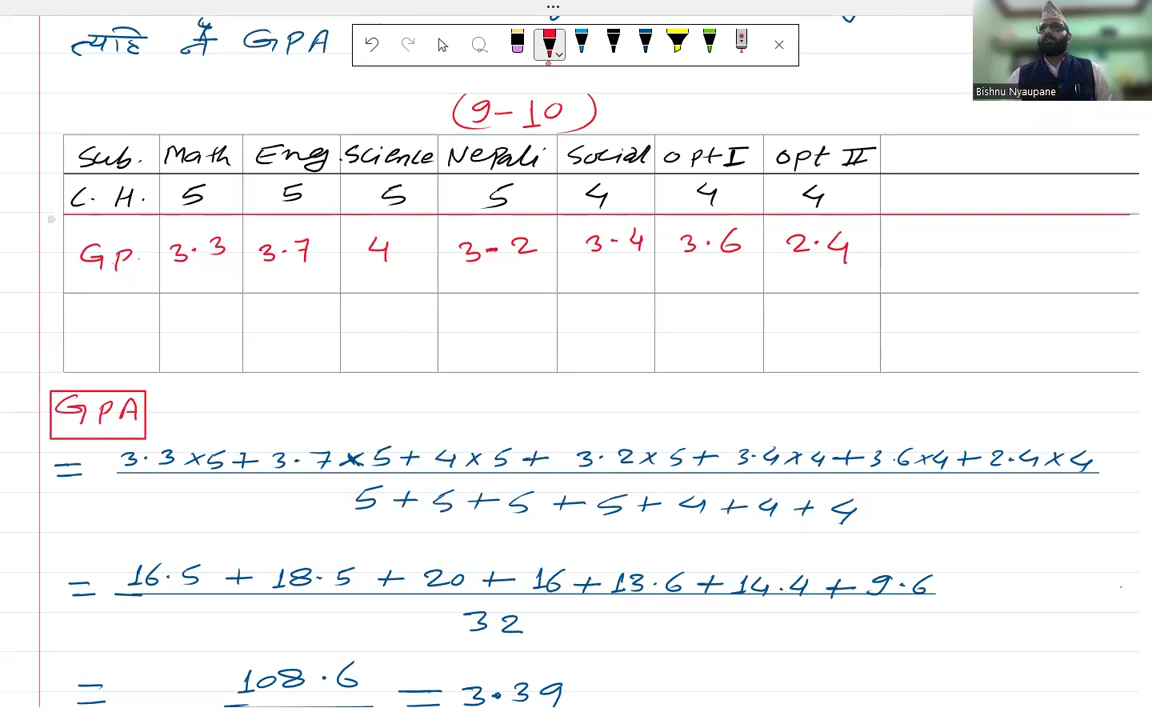 त्याहि नै GPA
Bishnu Nyaupane
(9-10)
Sub. Math Eng. Science Nepali Social opt I opt II
C. H. 5 5 5 5 4 4 4
GP. 3.3 3.7 4 3-2 3-4 3.6 2.4
GPA
= 3.3×5+3.7×5+4×5+ 3.2×5+3.4×4+3.6×4+2.4×4
5+5+5+5+4+4+4
= 16.5 + 18.5 + 20 + 16 + 13.6 + 14.4 + 9.6
32
= 108.6 = 3.39